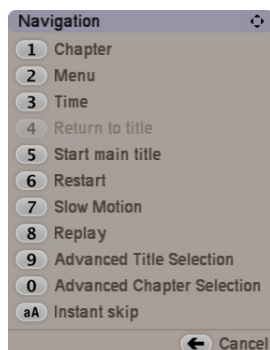 Navigation
1 Chapter
2 Menu
3 Time
4 Return to title
5 Start main title
6 Restart
7 Slow Motion
8 Replay
9 Advanced Title Selection
0 Advanced Chapter Selection
aA Instant skip
Cancel